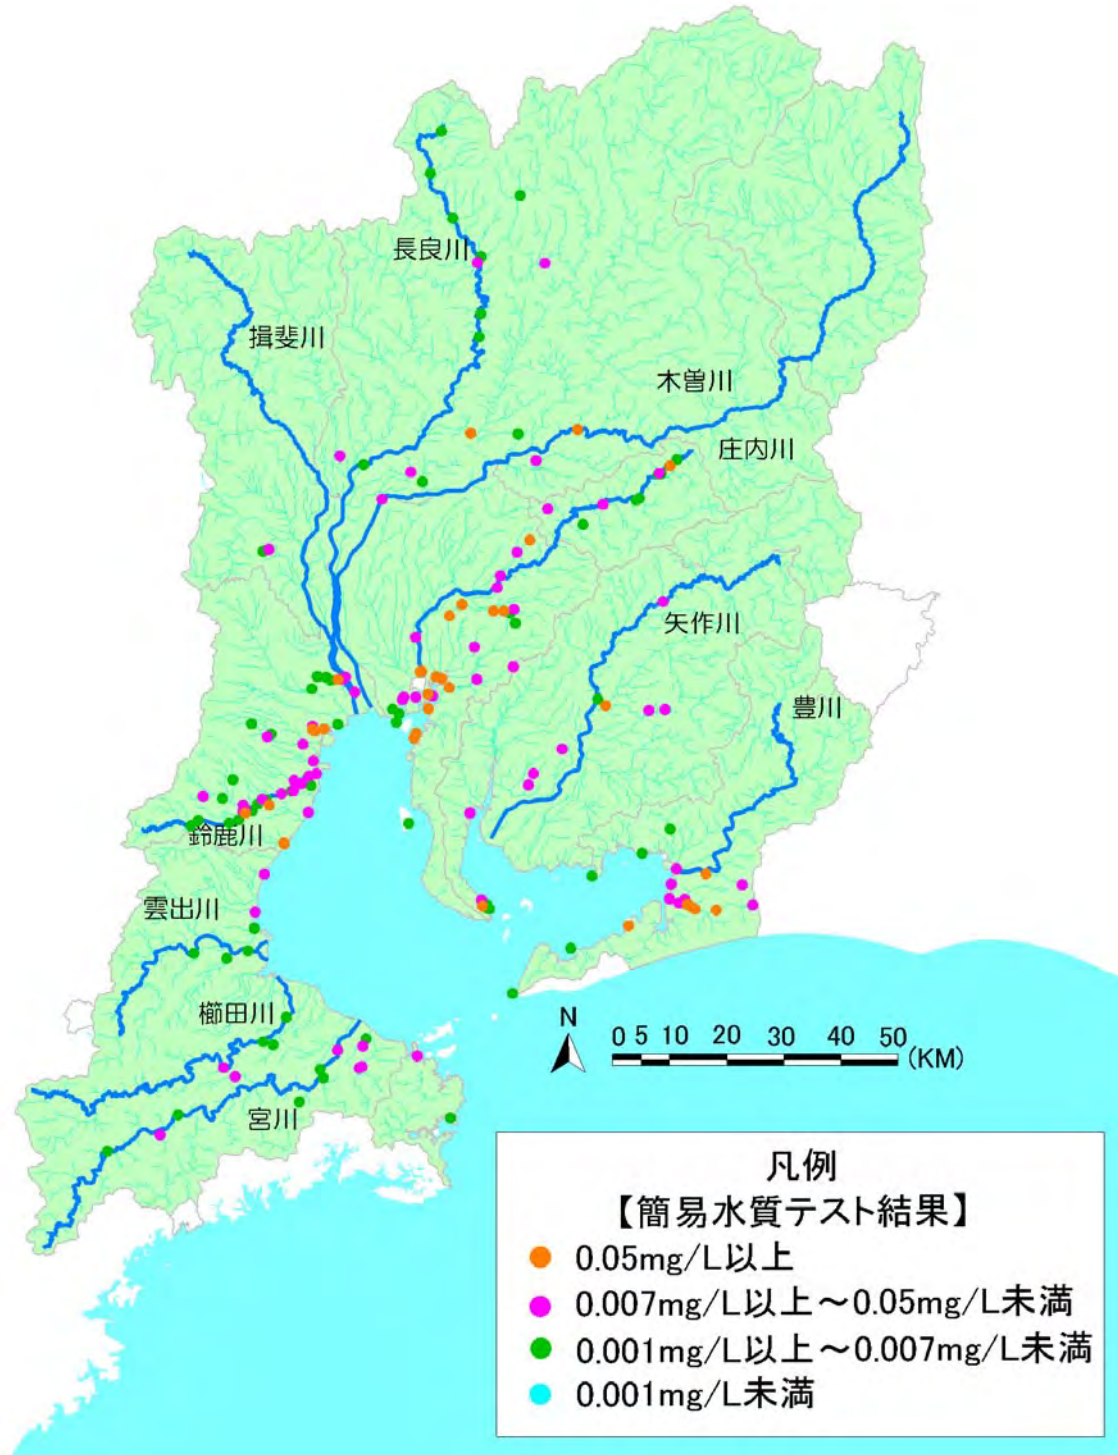 長良川
揖斐川
木曽川
庄内川
矢作川
豊川
鈴鹿川
雲出川
櫛田川
宮川
N
0 5 10 20 30 40 50
(KM)
凡例
【簡易水質テスト結果】
0.05mg/L以上
0.007mg/L以上～0.05mg/L未満
0.001mg/L以上～0.007mg/L未満
0.001mg/L未満